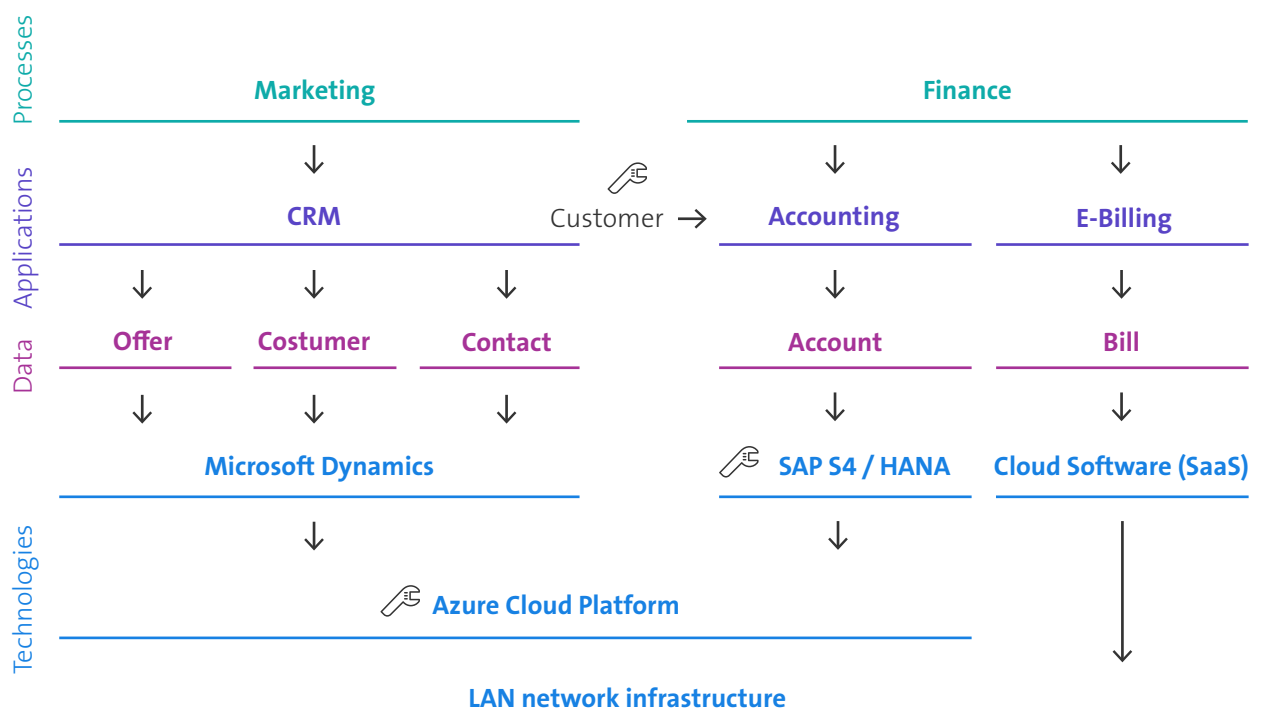 Processes
Marketing
Finance
Applications
CRM
Customer
Accounting
E-Billing
Data
Offer
Costumer
Contact
Account
Bill
Technologies
Microsoft Dynamics
SAP S4 / HANA
Cloud Software (SaaS)
Azure Cloud Platform
LAN network infrastructure